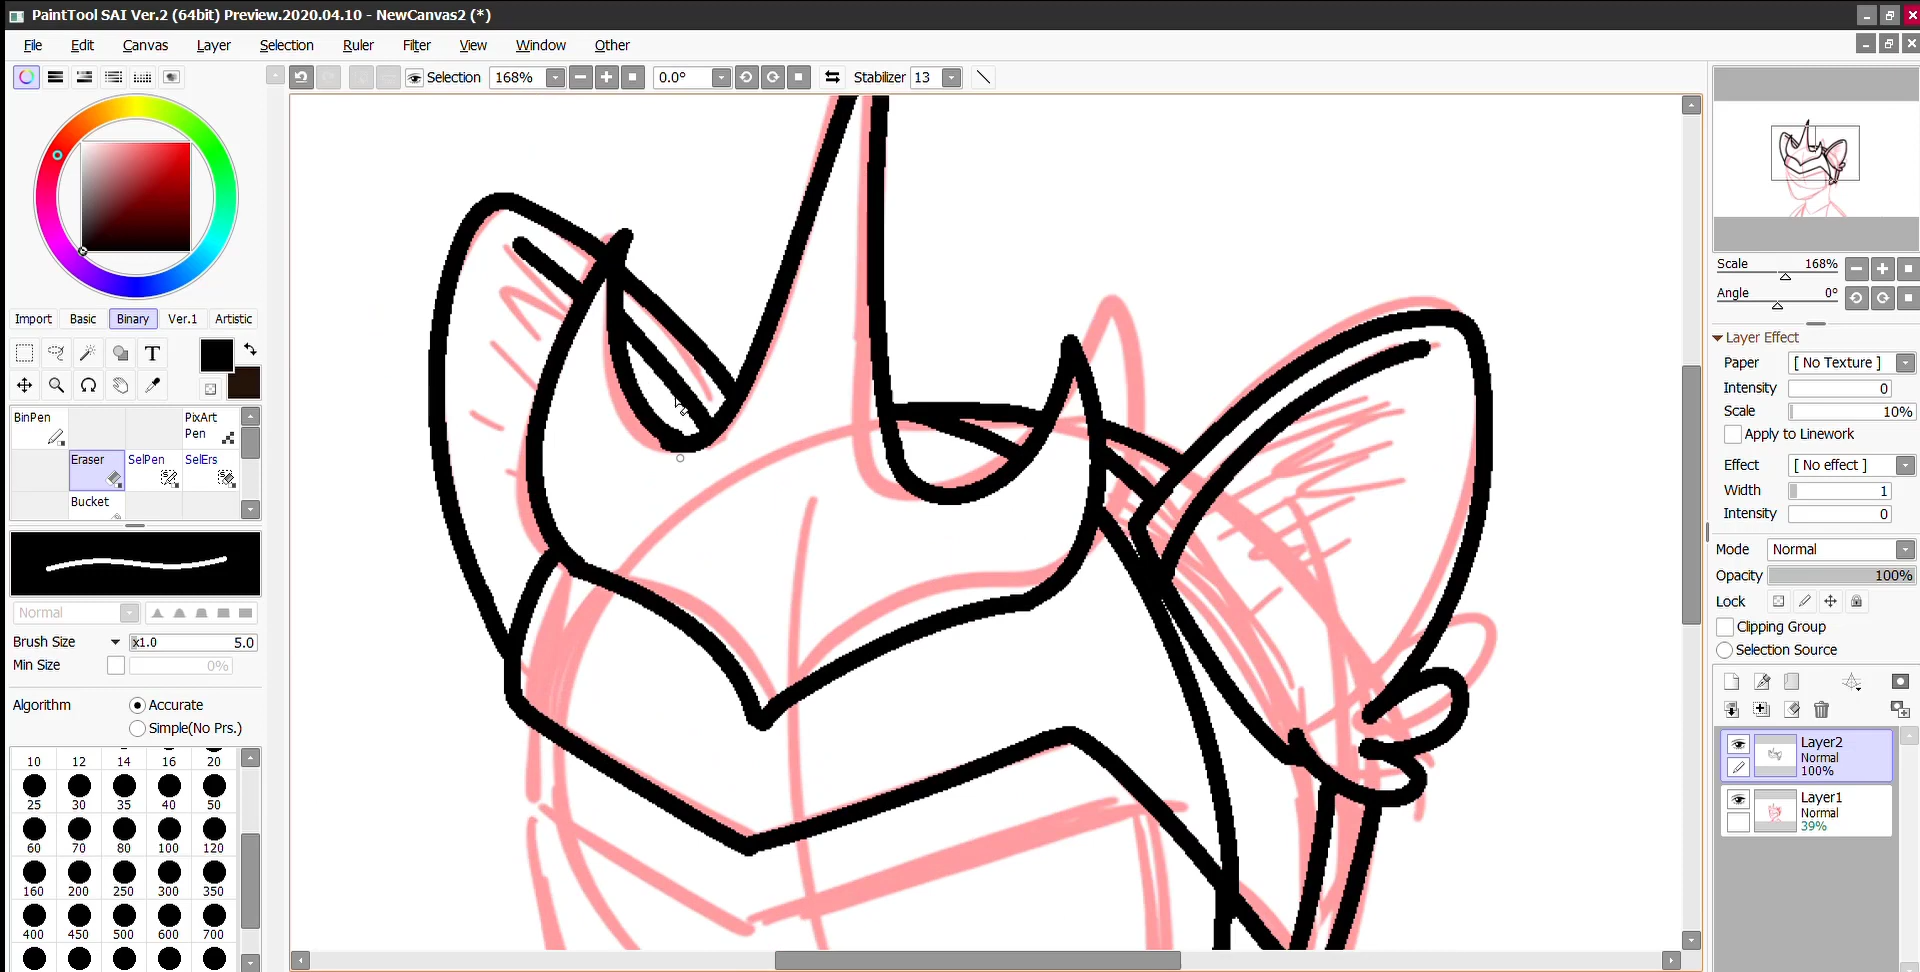 PaintTool SAI Ver.2 (64bit) Preview.2020.04.10 - NewCanvas2 (*)
File Edit Canvas Layer Selection Ruler Filter View Window Other
Selection 168% 0.0° Stabilizer 13
Import Basic Binary Ver.1 Artistic
T
BinPen PixArt
Pen
Eraser SelPen SelErs
Bucket
Normal
Brush Size x1.0 5.0
Min Size 0%
Algorithm Accurate
Simple(No Prs.)
10 12 14 16 20
25 30 35 40 50
60 70 80 100 120
160 200 250 300 350
400 450 500 600 700
Scale 168%
Angle 0°
Layer Effect
Paper [ No Texture ]
Intensity 0
Scale 10%
Apply to Linework
Effect [ No effect ]
Width 1
Intensity 0
Mode Normal
Opacity 100%
Lock
Clipping Group
Selection Source
Layer2
Normal
100%
Layer1
Normal
39%